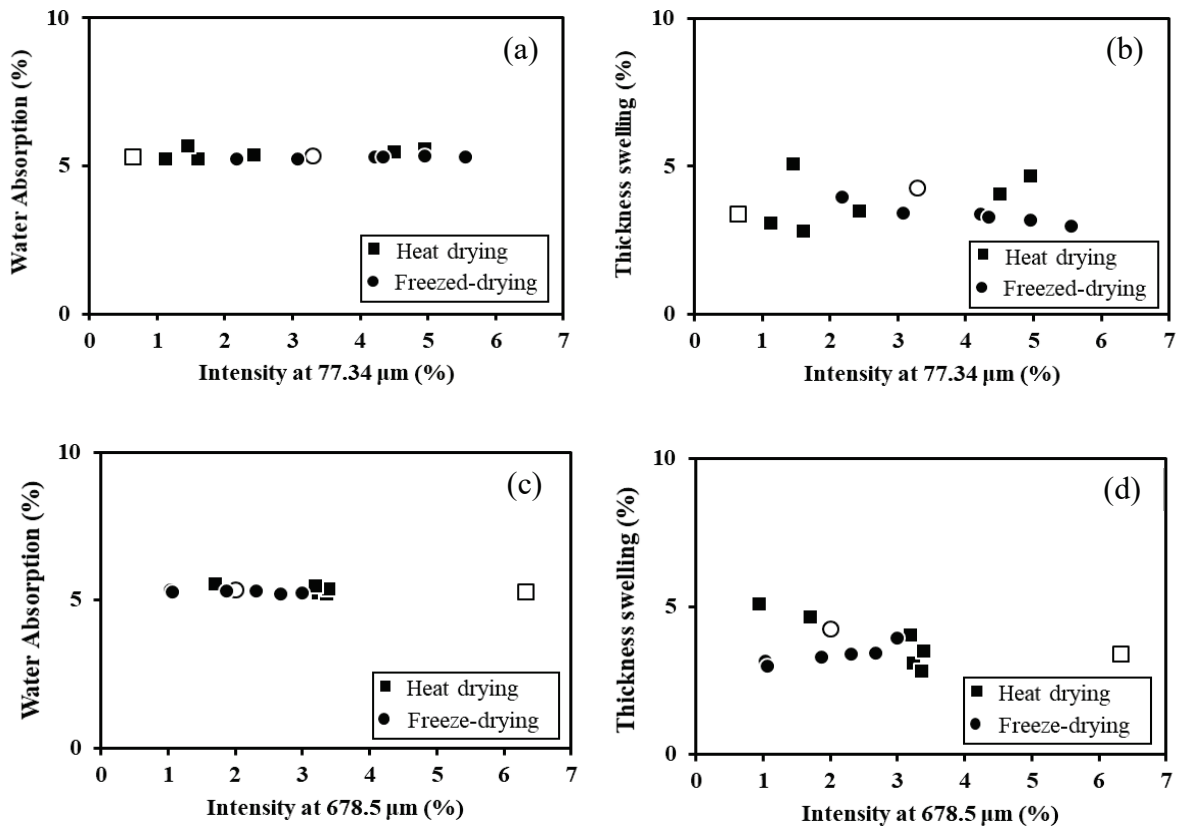 (a)
Water Absorption (%)
10
5
0
Heat drying
Freezed-drying
0 1 2 3 4 5 6 7
Intensity at 77.34 µm (%)
(b)
Thickness swelling (%)
10
5
0
Heat drying
Freezed-drying
0 1 2 3 4 5 6 7
Intensity at 77.34 µm (%)
(c)
Water Absorption (%)
10
5
0
Heat drying
Freeze-drying
0 1 2 3 4 5 6 7
Intensity at 678.5 µm (%)
(d)
Thickness swelling (%)
10
5
0
Heat drying
Freeze-drying
0 1 2 3 4 5 6 7
Intensity at 678.5 µm (%)